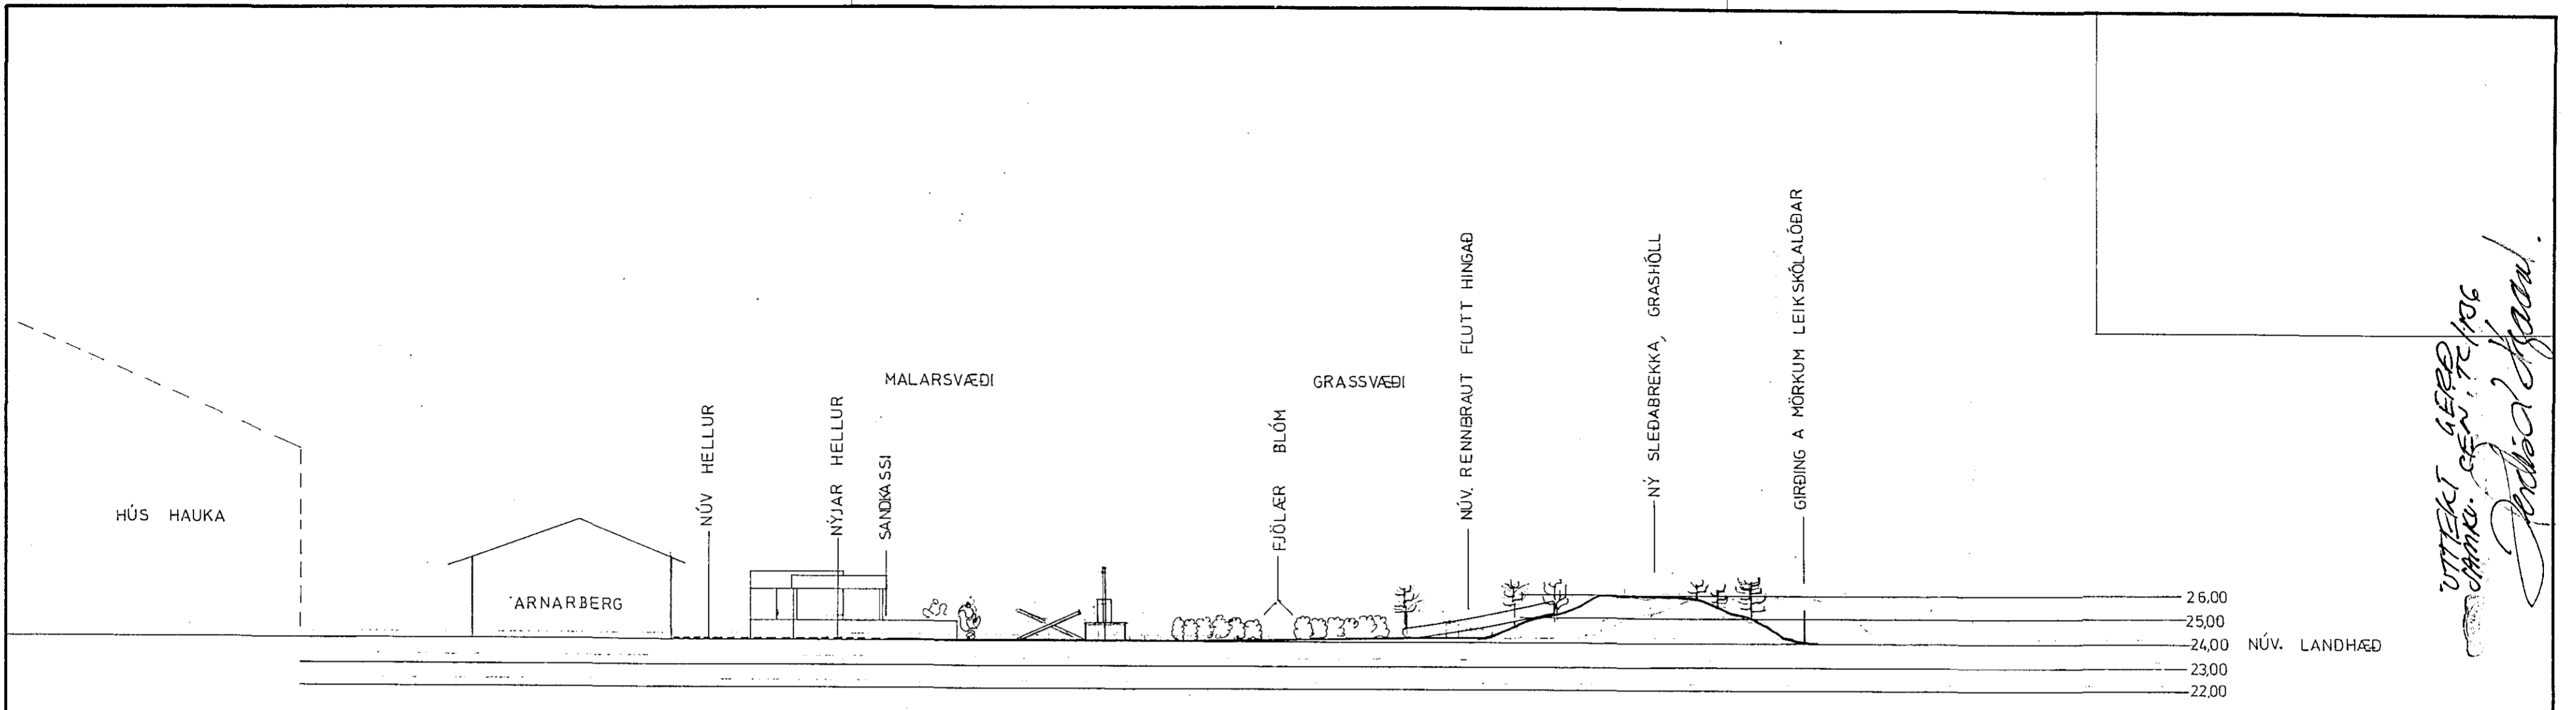 HÚS HAUKA
ARNARBERG
NÚV HELLUR
NÝJAR HELLUR
SANDKASSI
MALARSVÆÐI
FJÖLÆR BLÓM
GRASSVÆÐI
NÚV. RENNBRAUT FLUTT HINGAÐ
NÝ SLEÐABREKKA, GRASHÓLL
GIRÐING A MÖRKUM LEIKSKÓLALÓÐAR
26,00
25,00
24,00 NÚV. LANDHÆÐ
23,00
22,00
ÚTTEKT GERÐ
SAMKV.